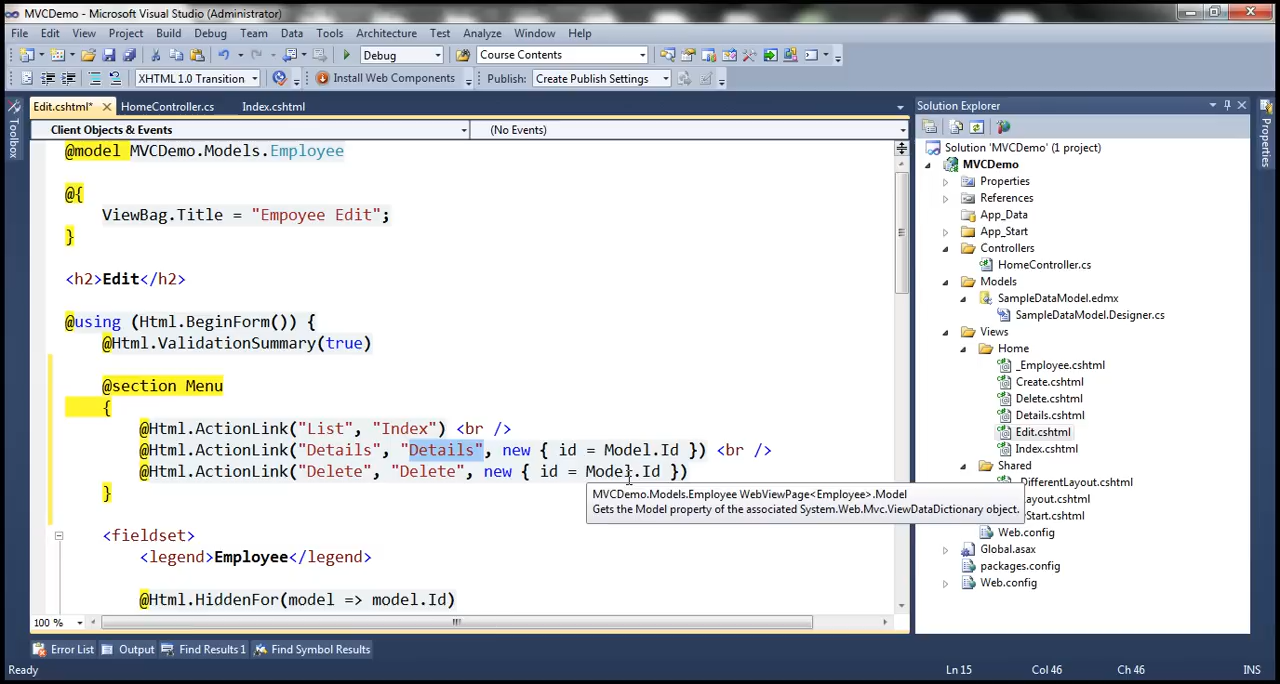 MVCDemo - Microsoft Visual Studio (Administrator)
File Edit View Project Build Debug Team Data Tools Architecture Test Analyze Window Help
Debug Course Contents
XHTML 1.0 Transition Install Web Components Publish: Create Publish Settings
Edit.cshtml* HomeController.cs Index.cshtml
Toolbox
Client Objects & Events (No Events)
@model MVCDemo.Models.Employee
@{
ViewBag.Title = "Empoyee Edit";
}
<h2>Edit</h2>
@using (Html.BeginForm()) {
@Html.ValidationSummary(true)
@section Menu
{
@Html.ActionLink("List", "Index") <br />
@Html.ActionLink("Details", "Details", new { id = Model.Id }) <br />
@Html.ActionLink("Delete", "Delete", new { id = Model.Id })
}
MVCDemo.Models.Employee WebViewPage<Employee>.Model
Gets the Model property of the associated System.Web.Mvc.ViewDataDictionary object.
<fieldset>
<legend>Employee</legend>
@Html.HiddenFor(model => model.Id)
100 %
Solution Explorer
Solution 'MVCDemo' (1 project)
MVCDemo
Properties
References
App_Data
App_Start
Controllers
HomeController.cs
Models
SampleDataModel.edmx
SampleDataModel.Designer.cs
Views
Home
_Employee.cshtml
Create.cshtml
Delete.cshtml
Details.cshtml
Edit.cshtml
Index.cshtml
Shared
DifferentLayout.cshtml
ayout.cshtml
eStart.cshtml
Web.config
Global.asax
packages.config
Web.config
Properties
Error List Output Find Results 1 Find Symbol Results
Ready Ln 15 Col 46 Ch 46 INS